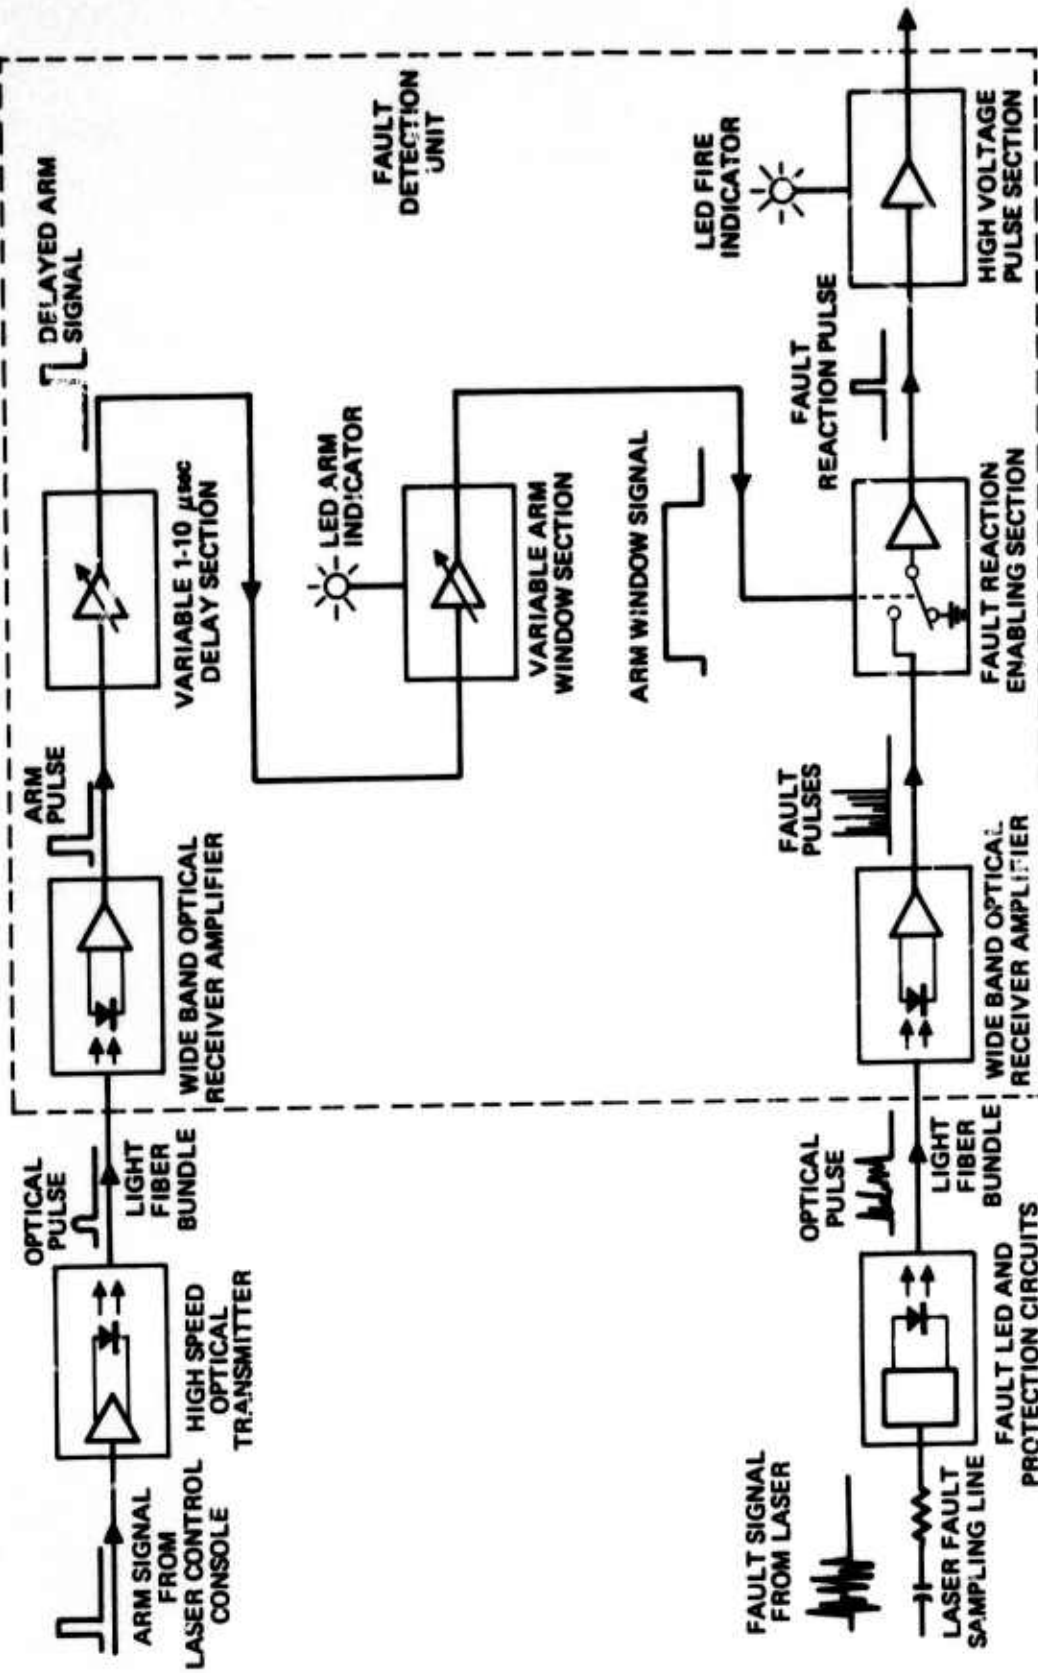 ARM SIGNAL
FROM
LASER CONTROL
CONSOLE
HIGH SPEED
OPTICAL
TRANSMITTER
OPTICAL
PULSE
LIGHT
FIBER
BUNDLE
WIDE BAND OPTICAL
RECEIVER AMPLIFIER
ARM
PULSE
VARIABLE 1-10 μsec
DELAY SECTION
DELAYED ARM
SIGNAL
LED ARM
INDICATOR
VARIABLE ARM
WINDOW SECTION
FAULT
DETECTION
UNIT
ARM WINDOW SIGNAL
FAULT SIGNAL
FROM LASER
LASER FAULT
SAMPLING LINE
FAULT LED AND
PROTECTION CIRCUITS
OPTICAL
PULSE
LIGHT
FIBER
BUNDLE
WIDE BAND OPTICAL
RECEIVER AMPLIFIER
FAULT
PULSES
FAULT REACTION
ENABLING SECTION
FAULT
REACTION PULSE
LED FIRE
INDICATOR
HIGH VOLTAGE
PULSE SECTION